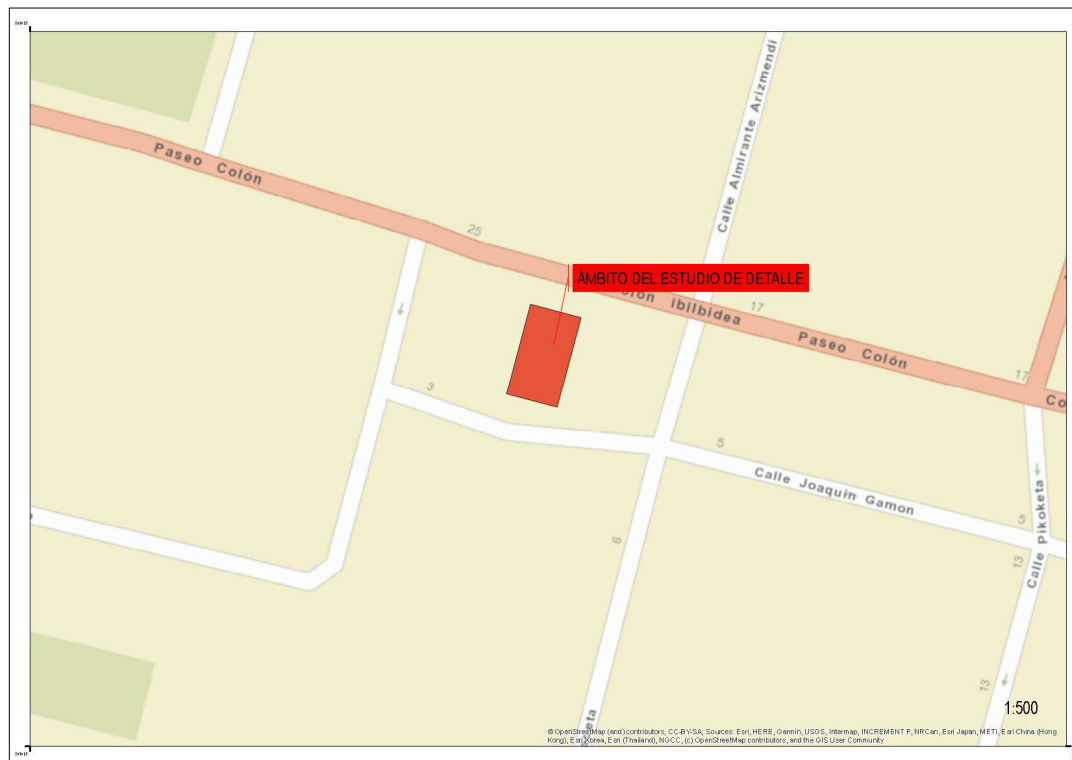 Paseo Colón
Calle Almirante Arizmendi
25
ÁMBITO DEL ESTUDIO DE DETALLE
ibilbidea
17
Paseo Colón
17
Co
3
5
Calle Joaquin Gamon
5
6
13
Calle Pikoketa
13
1:500
eta
© OpenStreetMap (and) contributors, CC-BY-SA, Sources: Esri, HERE, Garmin, USGS, Intermap, INCREMENT P, NRCan, Esri Japan, METI, Esri China (Hong
Kong), Esri Korea, Esri (Thailand), NGCC, (c) OpenStreetMap contributors, and the GIS User Community